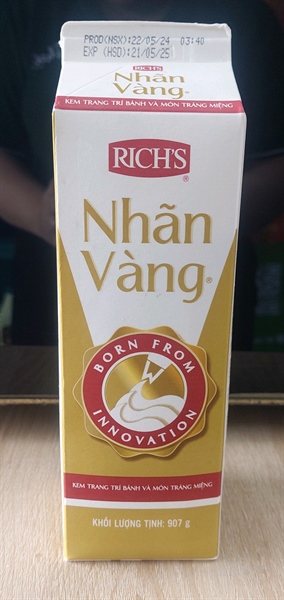 PROD(NSX):22/05/24 03:40
EXP (HSD):21/05/25
RICH'S
Nhãn
Vàng®
KEM TRANG TRÍ BÁNH VÀ MÓN TRÁNG MIỆNG
RICH'S®
Nhãn
Vàng®
BORN FROM
INNOVATION
KEM TRANG TRÍ BÁNH VÀ MÓN TRÁNG MIỆNG
KHỐI LƯỢNG TỊNH: 907 g